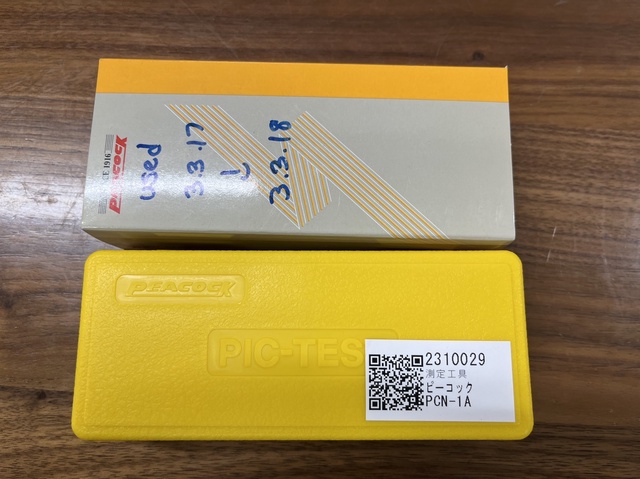 SINCE 1916
PEACOCK
used
3.3.17
3.3.18
PEACOCK
PIC-TEST
2310029
測定工具
ピーコック
PCN-1A